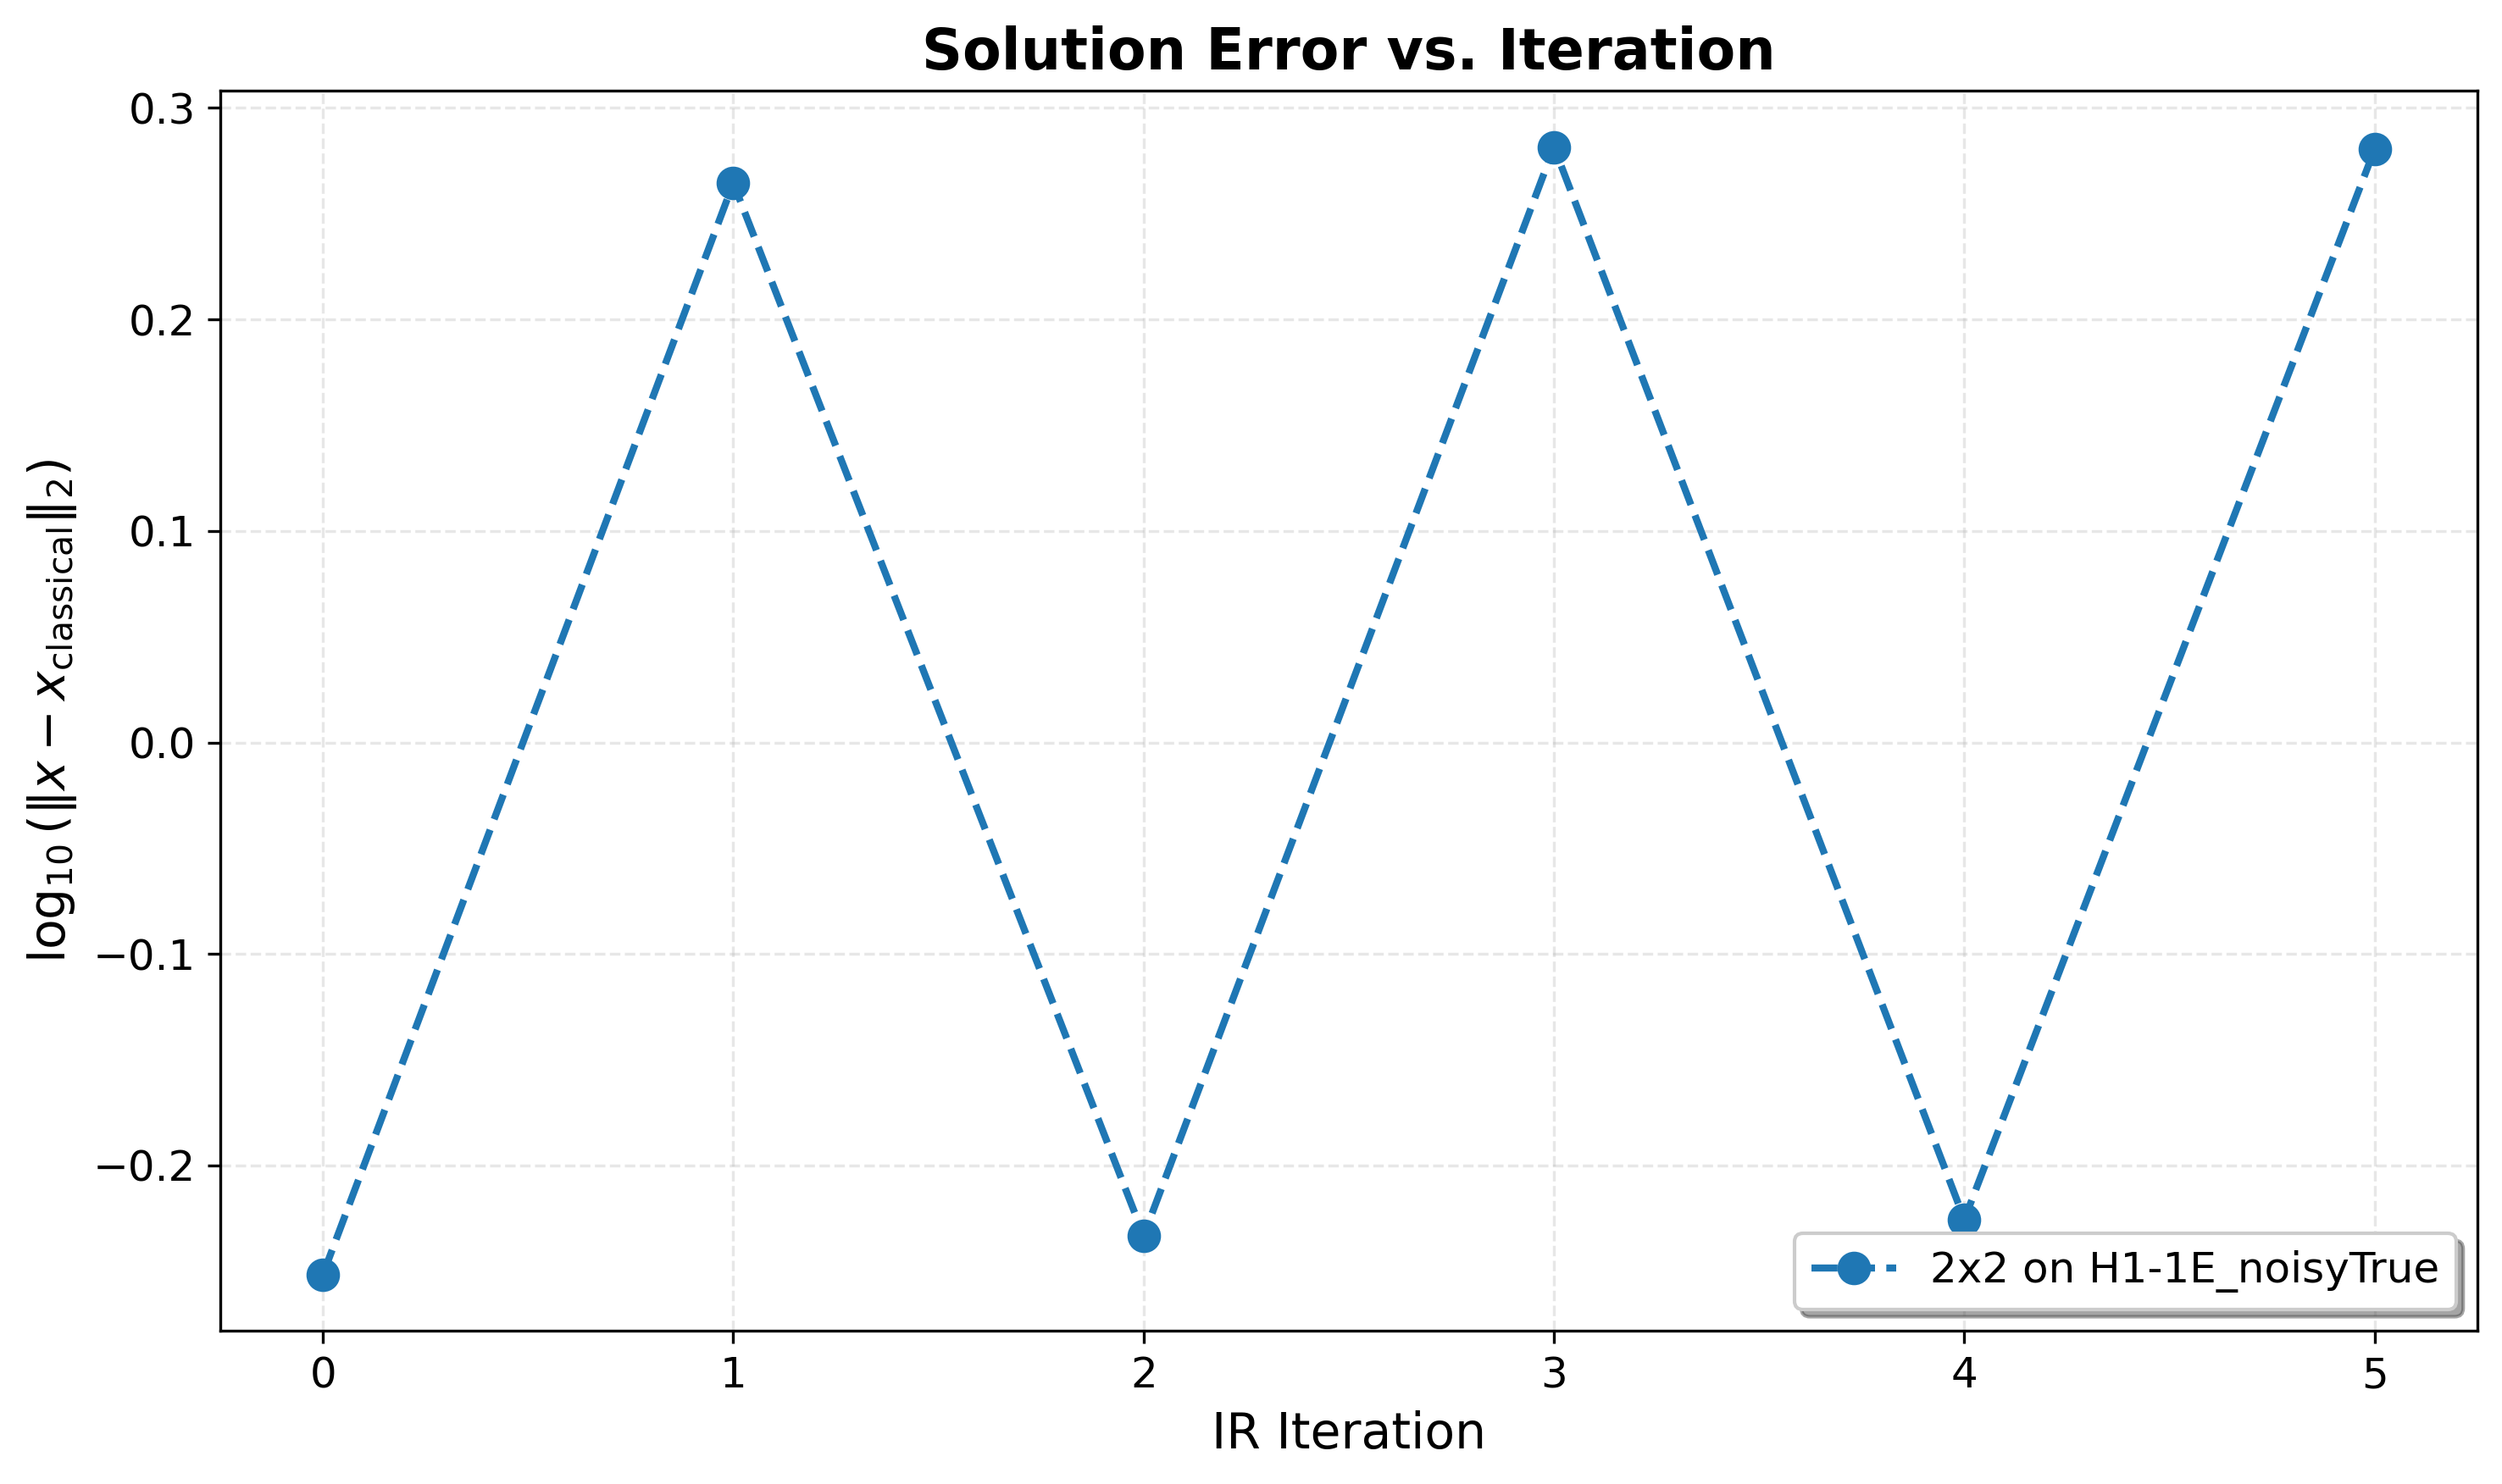 Solution Error vs. Iteration
log₁₀ (‖x − x_classical‖₂)
0.3
0.2
0.1
0.0
−0.1
−0.2
2x2 on H1-1E_noisyTrue
0 1 2 3 4 5
IR Iteration